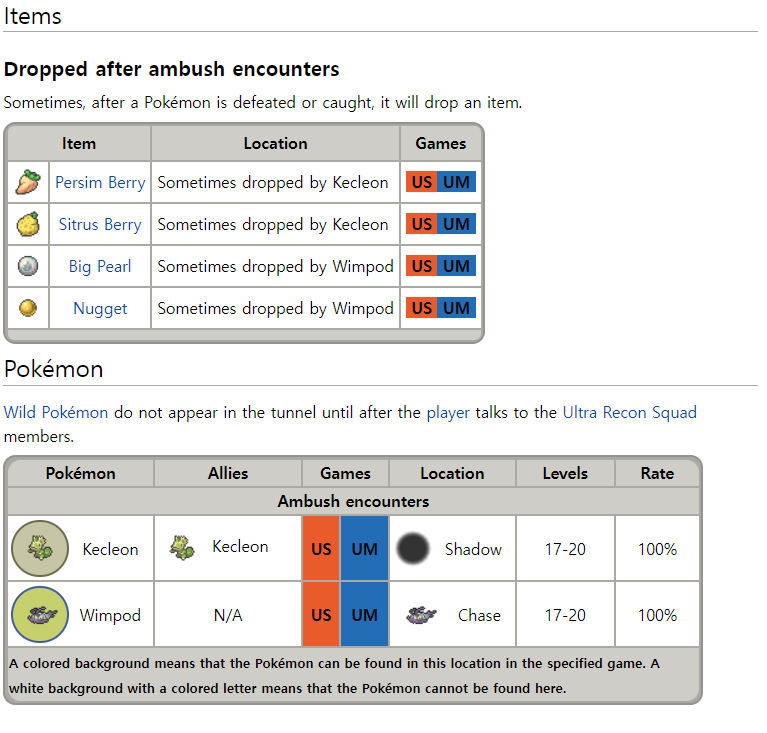 Items
Dropped after ambush encounters
Sometimes, after a Pokémon is defeated or caught, it will drop an item.
Item Location Games
Persim Berry Sometimes dropped by Kecleon US UM
Sitrus Berry Sometimes dropped by Kecleon US UM
Big Pearl Sometimes dropped by Wimpod US UM
Nugget Sometimes dropped by Wimpod US UM
Pokémon
Wild Pokémon do not appear in the tunnel until after the player talks to the Ultra Recon Squad
members.
Pokémon Allies Games Location Levels Rate
Ambush encounters
Kecleon Kecleon US UM Shadow 17-20 100%
Wimpod N/A US UM Chase 17-20 100%
A colored background means that the Pokémon can be found in this location in the specified game. A
white background with a colored letter means that the Pokémon cannot be found here.